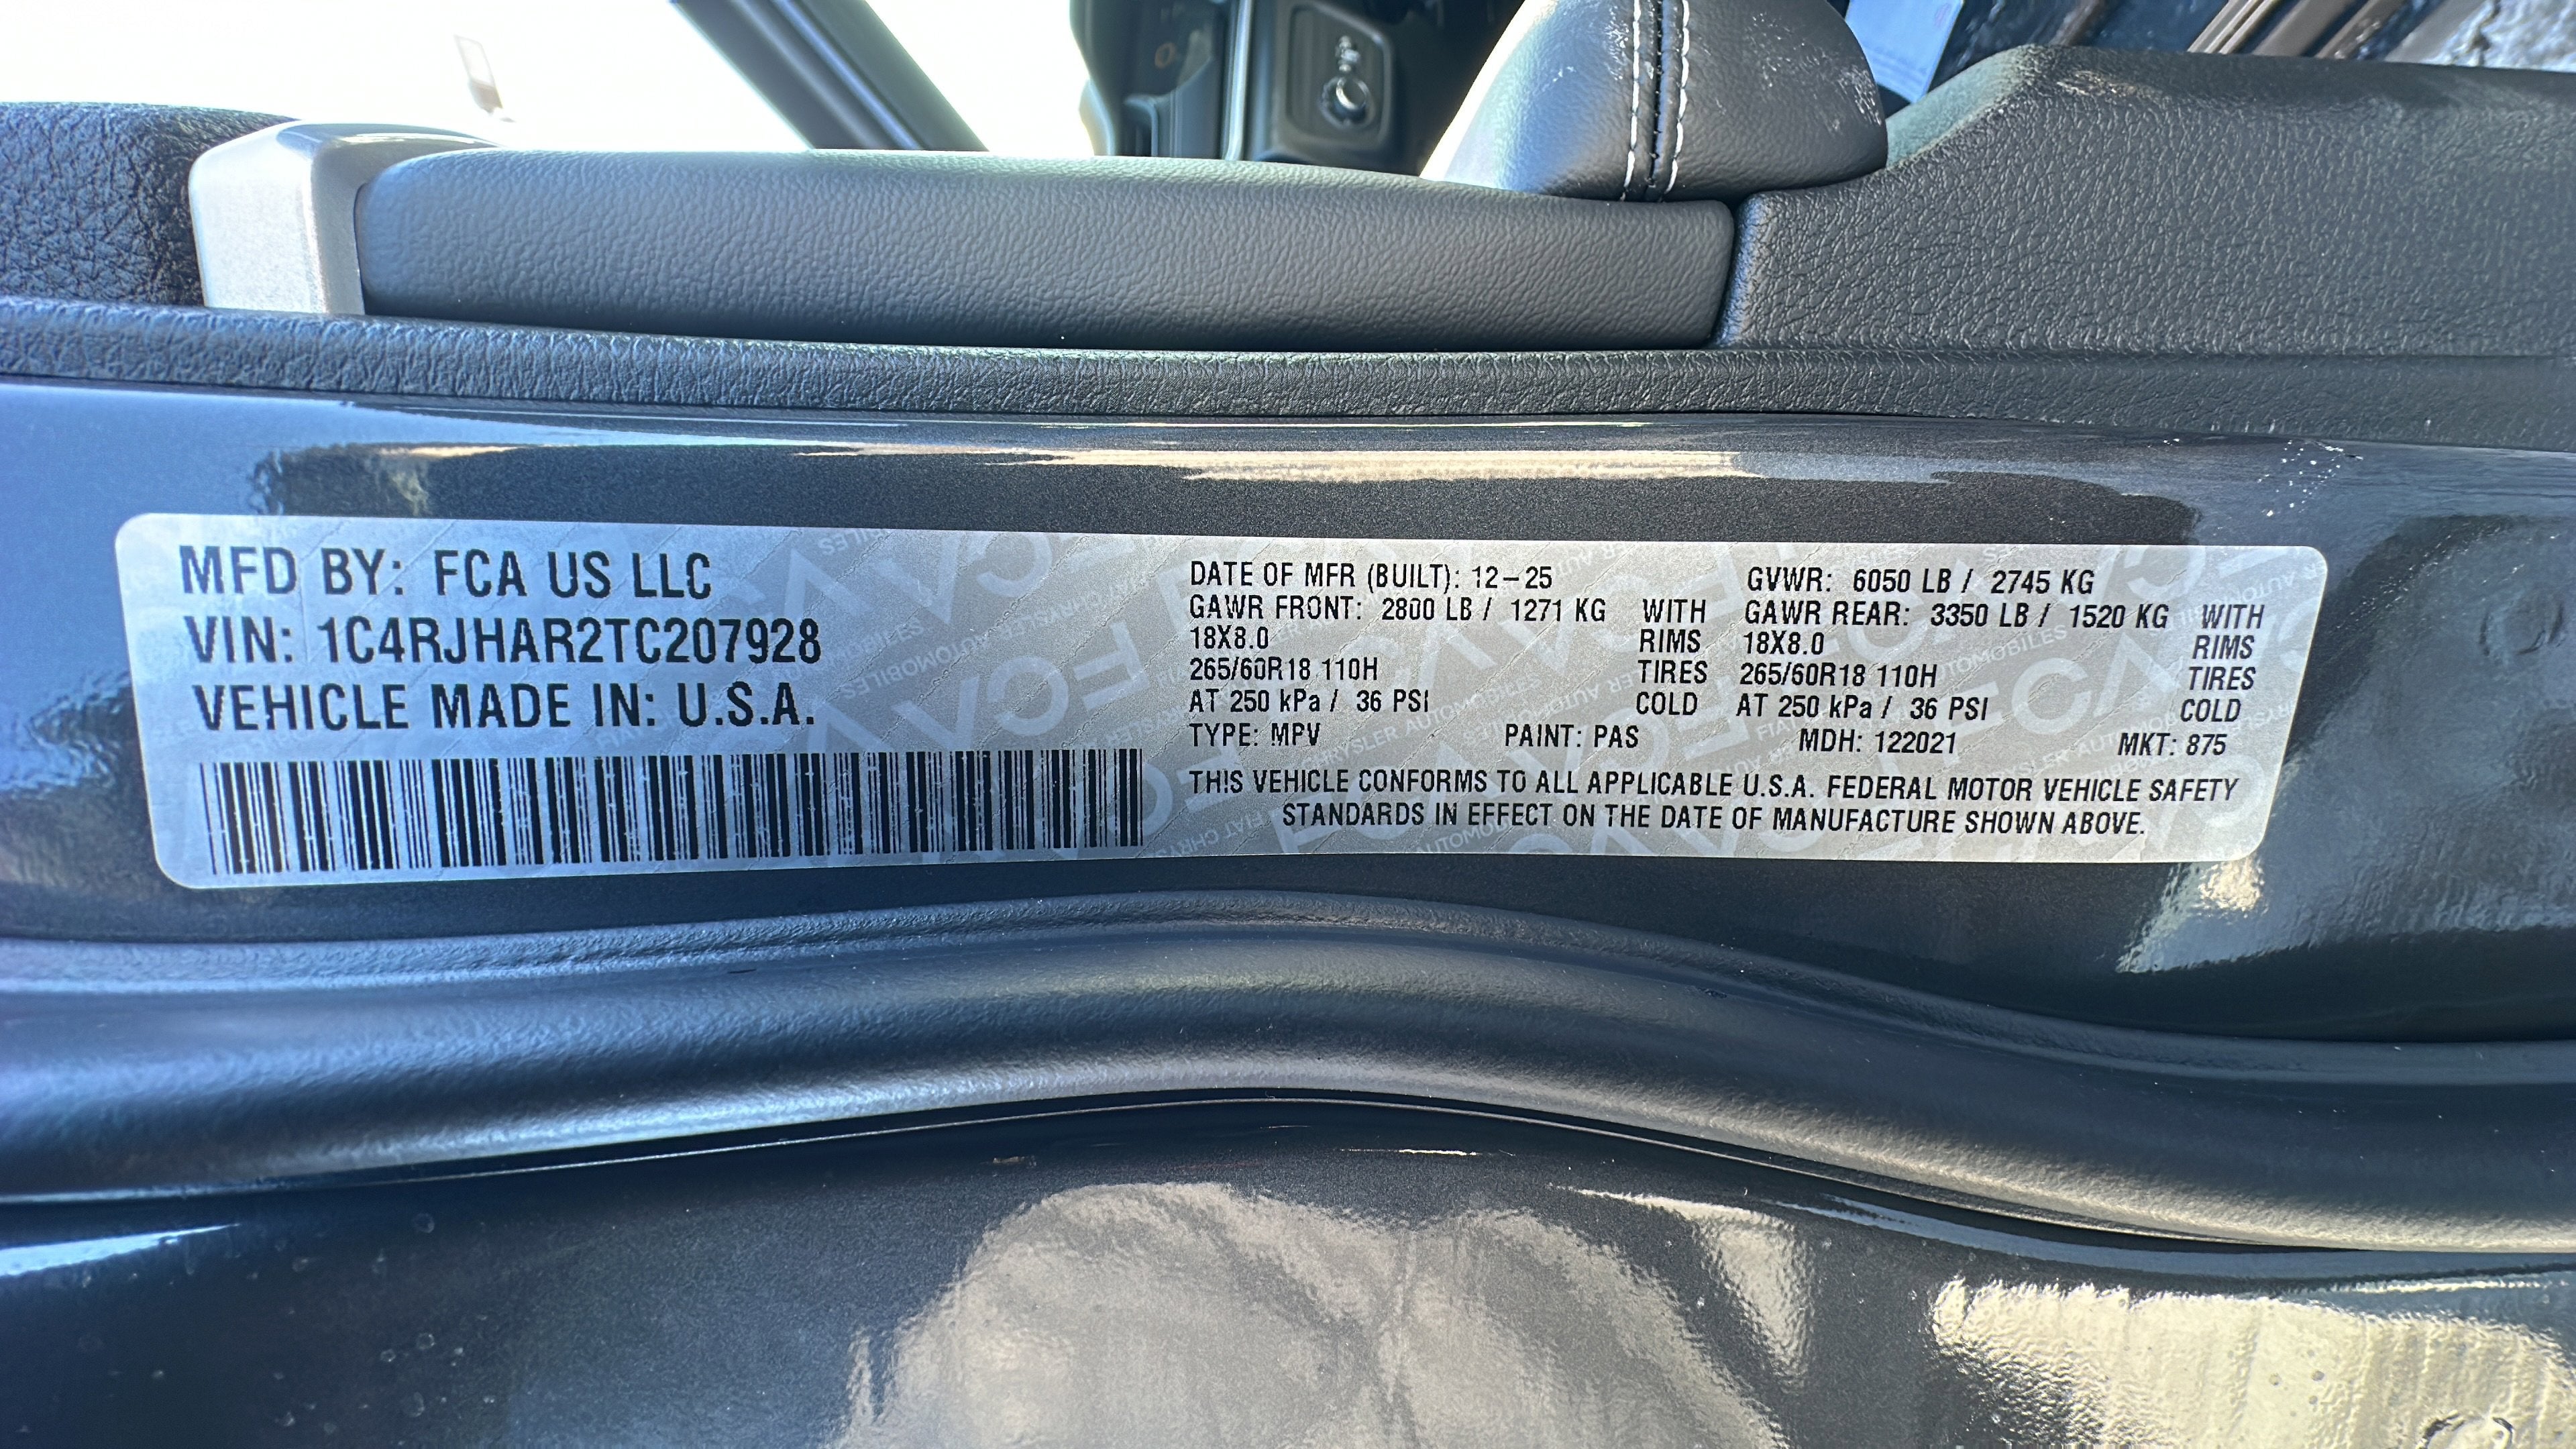 MFD BY: FCA US LLC
VIN: 1C4RJHAR2TC207928
VEHICLE MADE IN: U.S.A.
DATE OF MFR (BUILT): 12-25 GVWR: 6050 LB / 2745 KG
GAWR FRONT: 2800 LB / 1271 KG WITH GAWR REAR: 3350 LB / 1520 KG WITH
18X8.0 RIMS 18X8.0 RIMS
265/60R18 110H TIRES 265/60R18 110H TIRES
AT 250 kPa / 36 PSI COLD AT 250 kPa / 36 PSI COLD
TYPE: MPV PAINT: PAS MDH: 122021 MKT: 875
THIS VEHICLE CONFORMS TO ALL APPLICABLE U.S.A. FEDERAL MOTOR VEHICLE SAFETY
STANDARDS IN EFFECT ON THE DATE OF MANUFACTURE SHOWN ABOVE.